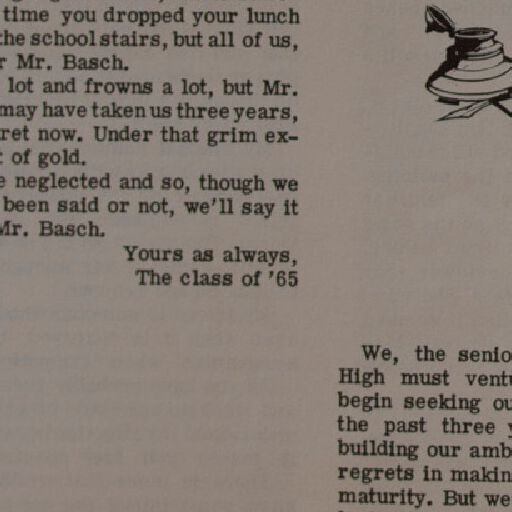 time you dropped your lunch
the school stairs, but all of us,
Mr. Basch.
lot and frowns a lot, but Mr.
may have taken us three years,
ret now. Under that grim ex-
of gold.
neglected and so, though we
been said or not, we'll say it
Mr. Basch.
Yours as always,
The class of '65
We, the senio
High must ventu
begin seeking ou
the past three y
building our amb
regrets in makin
maturity. But we